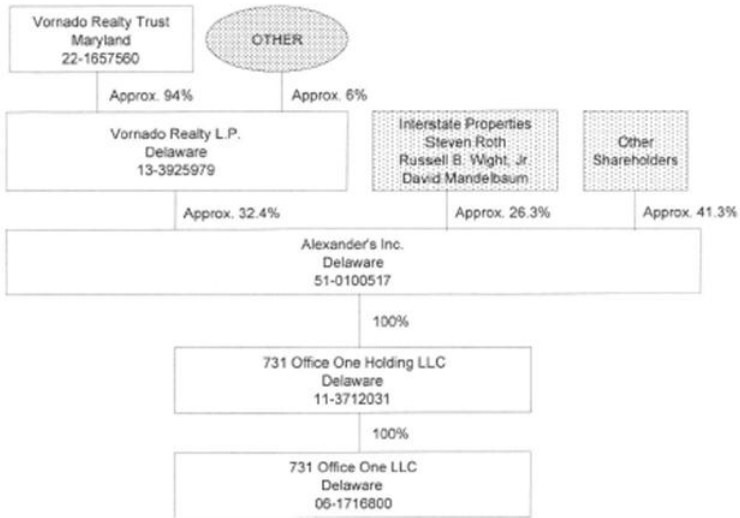 Vornado Realty Trust
Maryland
22-1657560
OTHER
Approx. 94%
Approx. 6%
Vornado Realty L.P.
Delaware
13-3925979
Interstate Properties
Steven Roth
Russell B. Wight, Jr
David Mandelbaum
Other
Shareholders
Approx. 32.4%
Approx. 26.3%
Approx. 41.3%
Alexander's Inc.
Delaware
51-0100517
100%
731 Office One Holding LLC
Delaware
11-3712031
100%
731 Office One LLC
Delaware
06-1716800